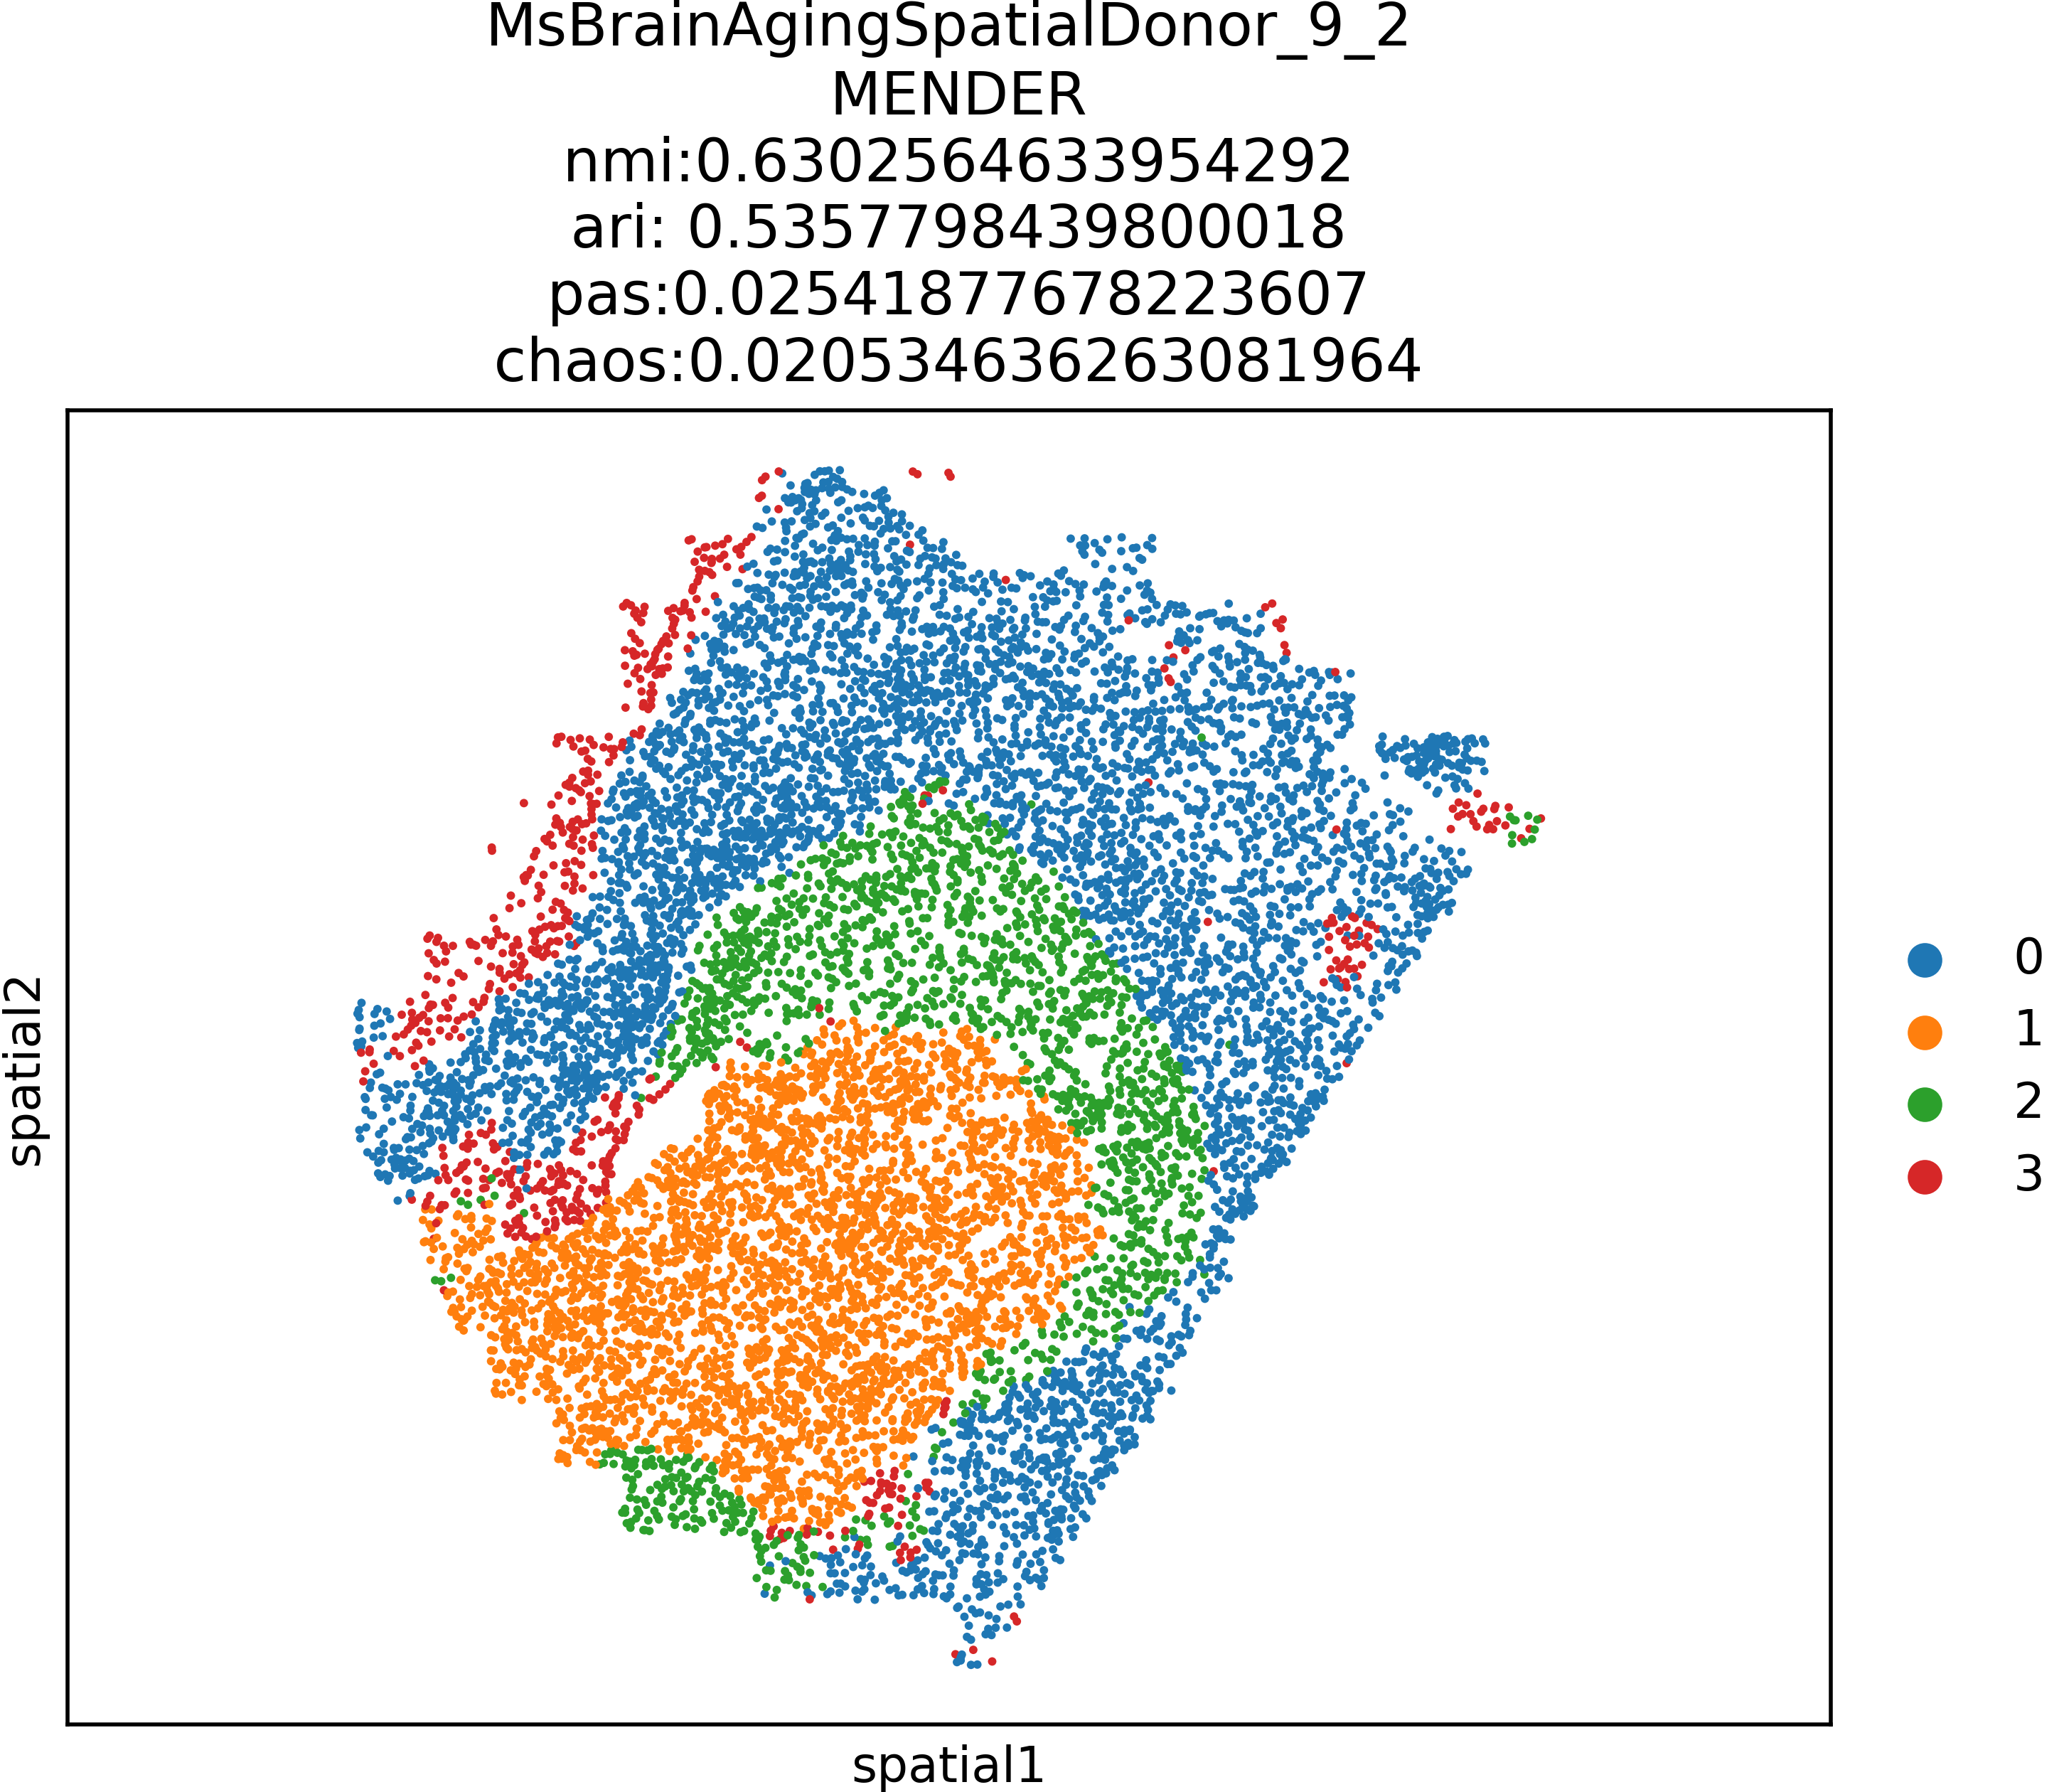 MsBrainAgingSpatialDonor_9_2
MENDER
nmi:0.6302564633954292
ari: 0.5357798439800018
pas:0.02541877678223607
chaos:0.020534636263081964
spatial2
0
1
2
3
spatial1